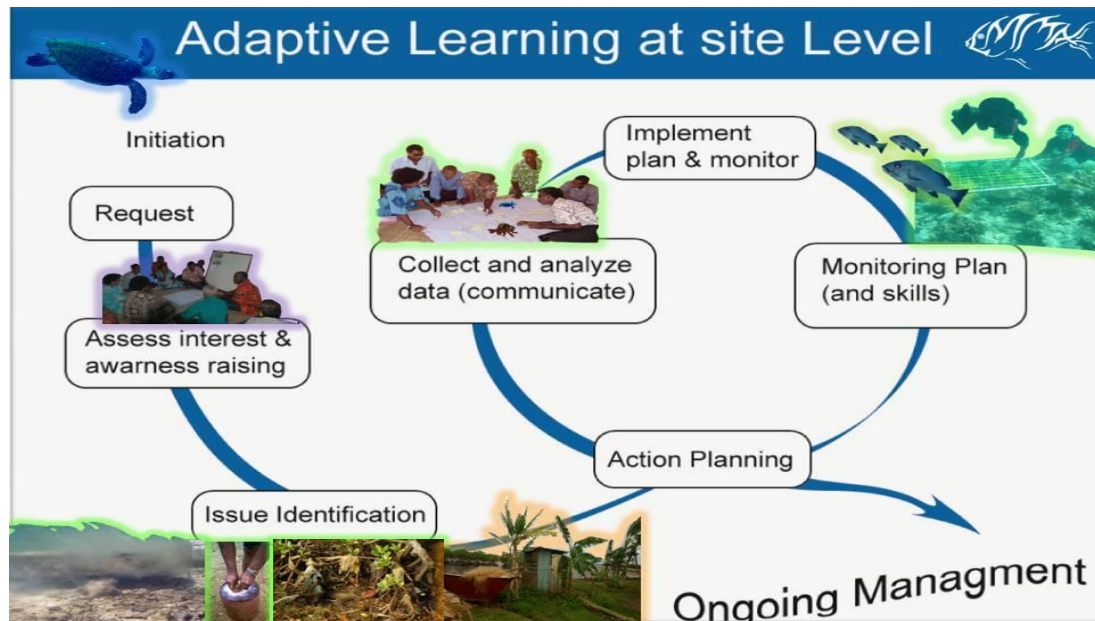 Adaptive Learning at site Level
Initiation
Request
Assess interest &
awarness raising
Issue Identification
Collect and analyze
data (communicate)
Implement
plan & monitor
Monitoring Plan
(and skills)
Action Planning
Ongoing Managment